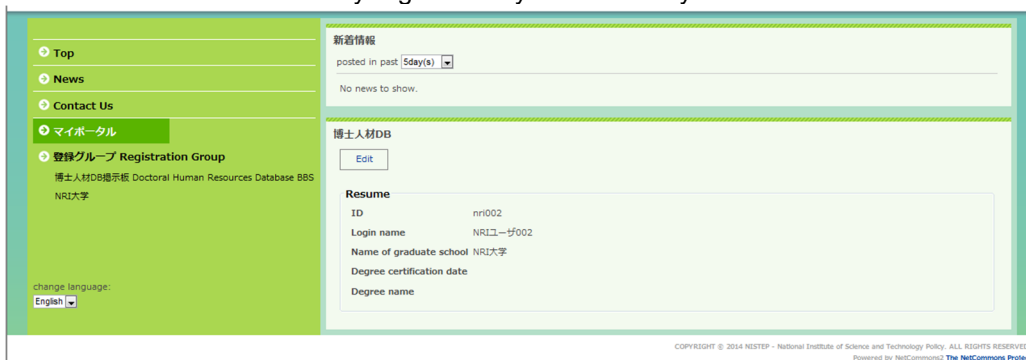 Top
News
Contact Us
マイポータル
登録グループ Registration Group
博士人材DB掲示板 Doctoral Human Resources Database BBS
NRI大学
change language:
English
新着情報
posted in past 5day(s)
No news to show.
博士人材DB
Edit
Resume
ID nri002
Login name NRIユーザ002
Name of graduate school NRI大学
Degree certification date
Degree name
COPYRIGHT © 2014 NISTEP - National Institute of Science and Technology Policy. ALL RIGHTS RESERVED
Powered by NetCommons2 The NetCommons Proje